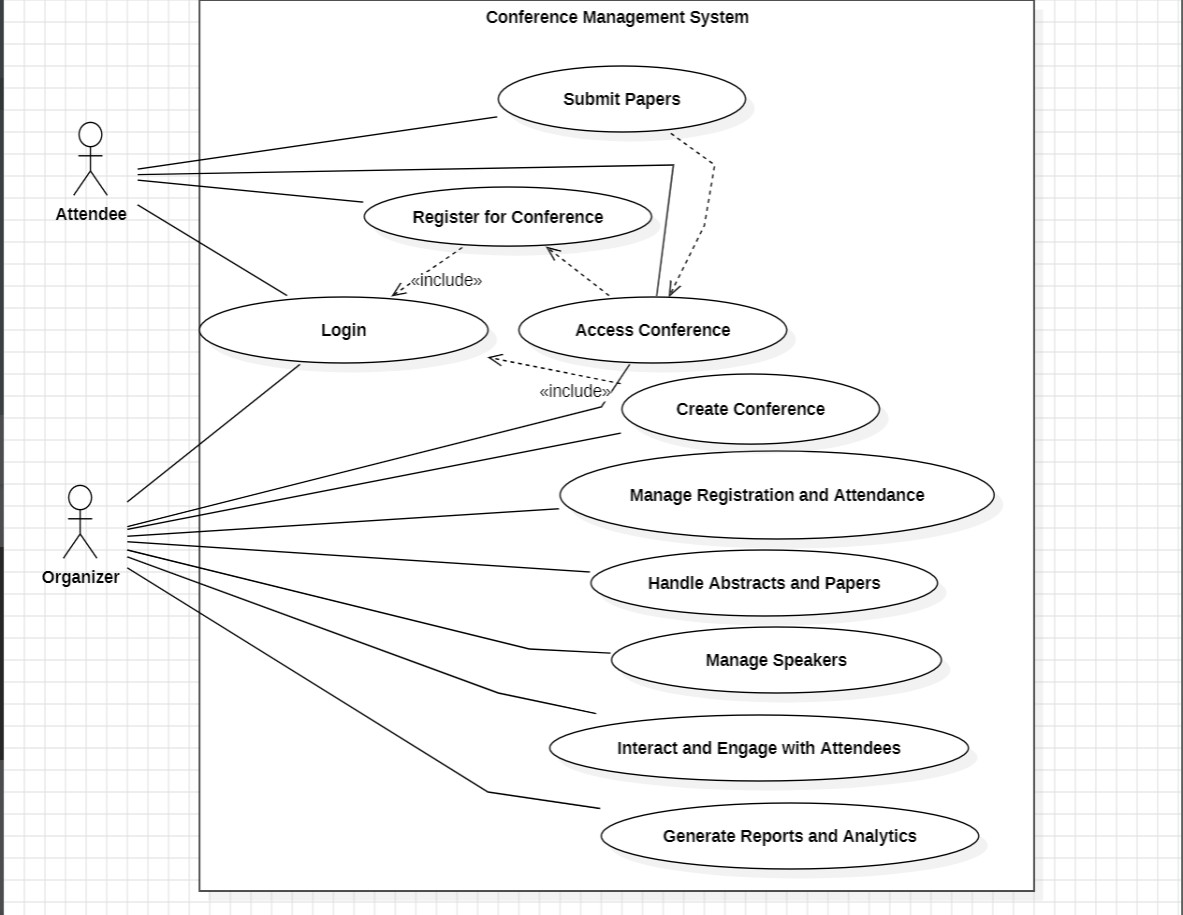 Conference Management System
Submit Papers
Attendee
Register for Conference
«include»
Login
Access Conference
«include»
Create Conference
Manage Registration and Attendance
Organizer
Handle Abstracts and Papers
Manage Speakers
Interact and Engage with Attendees
Generate Reports and Analytics